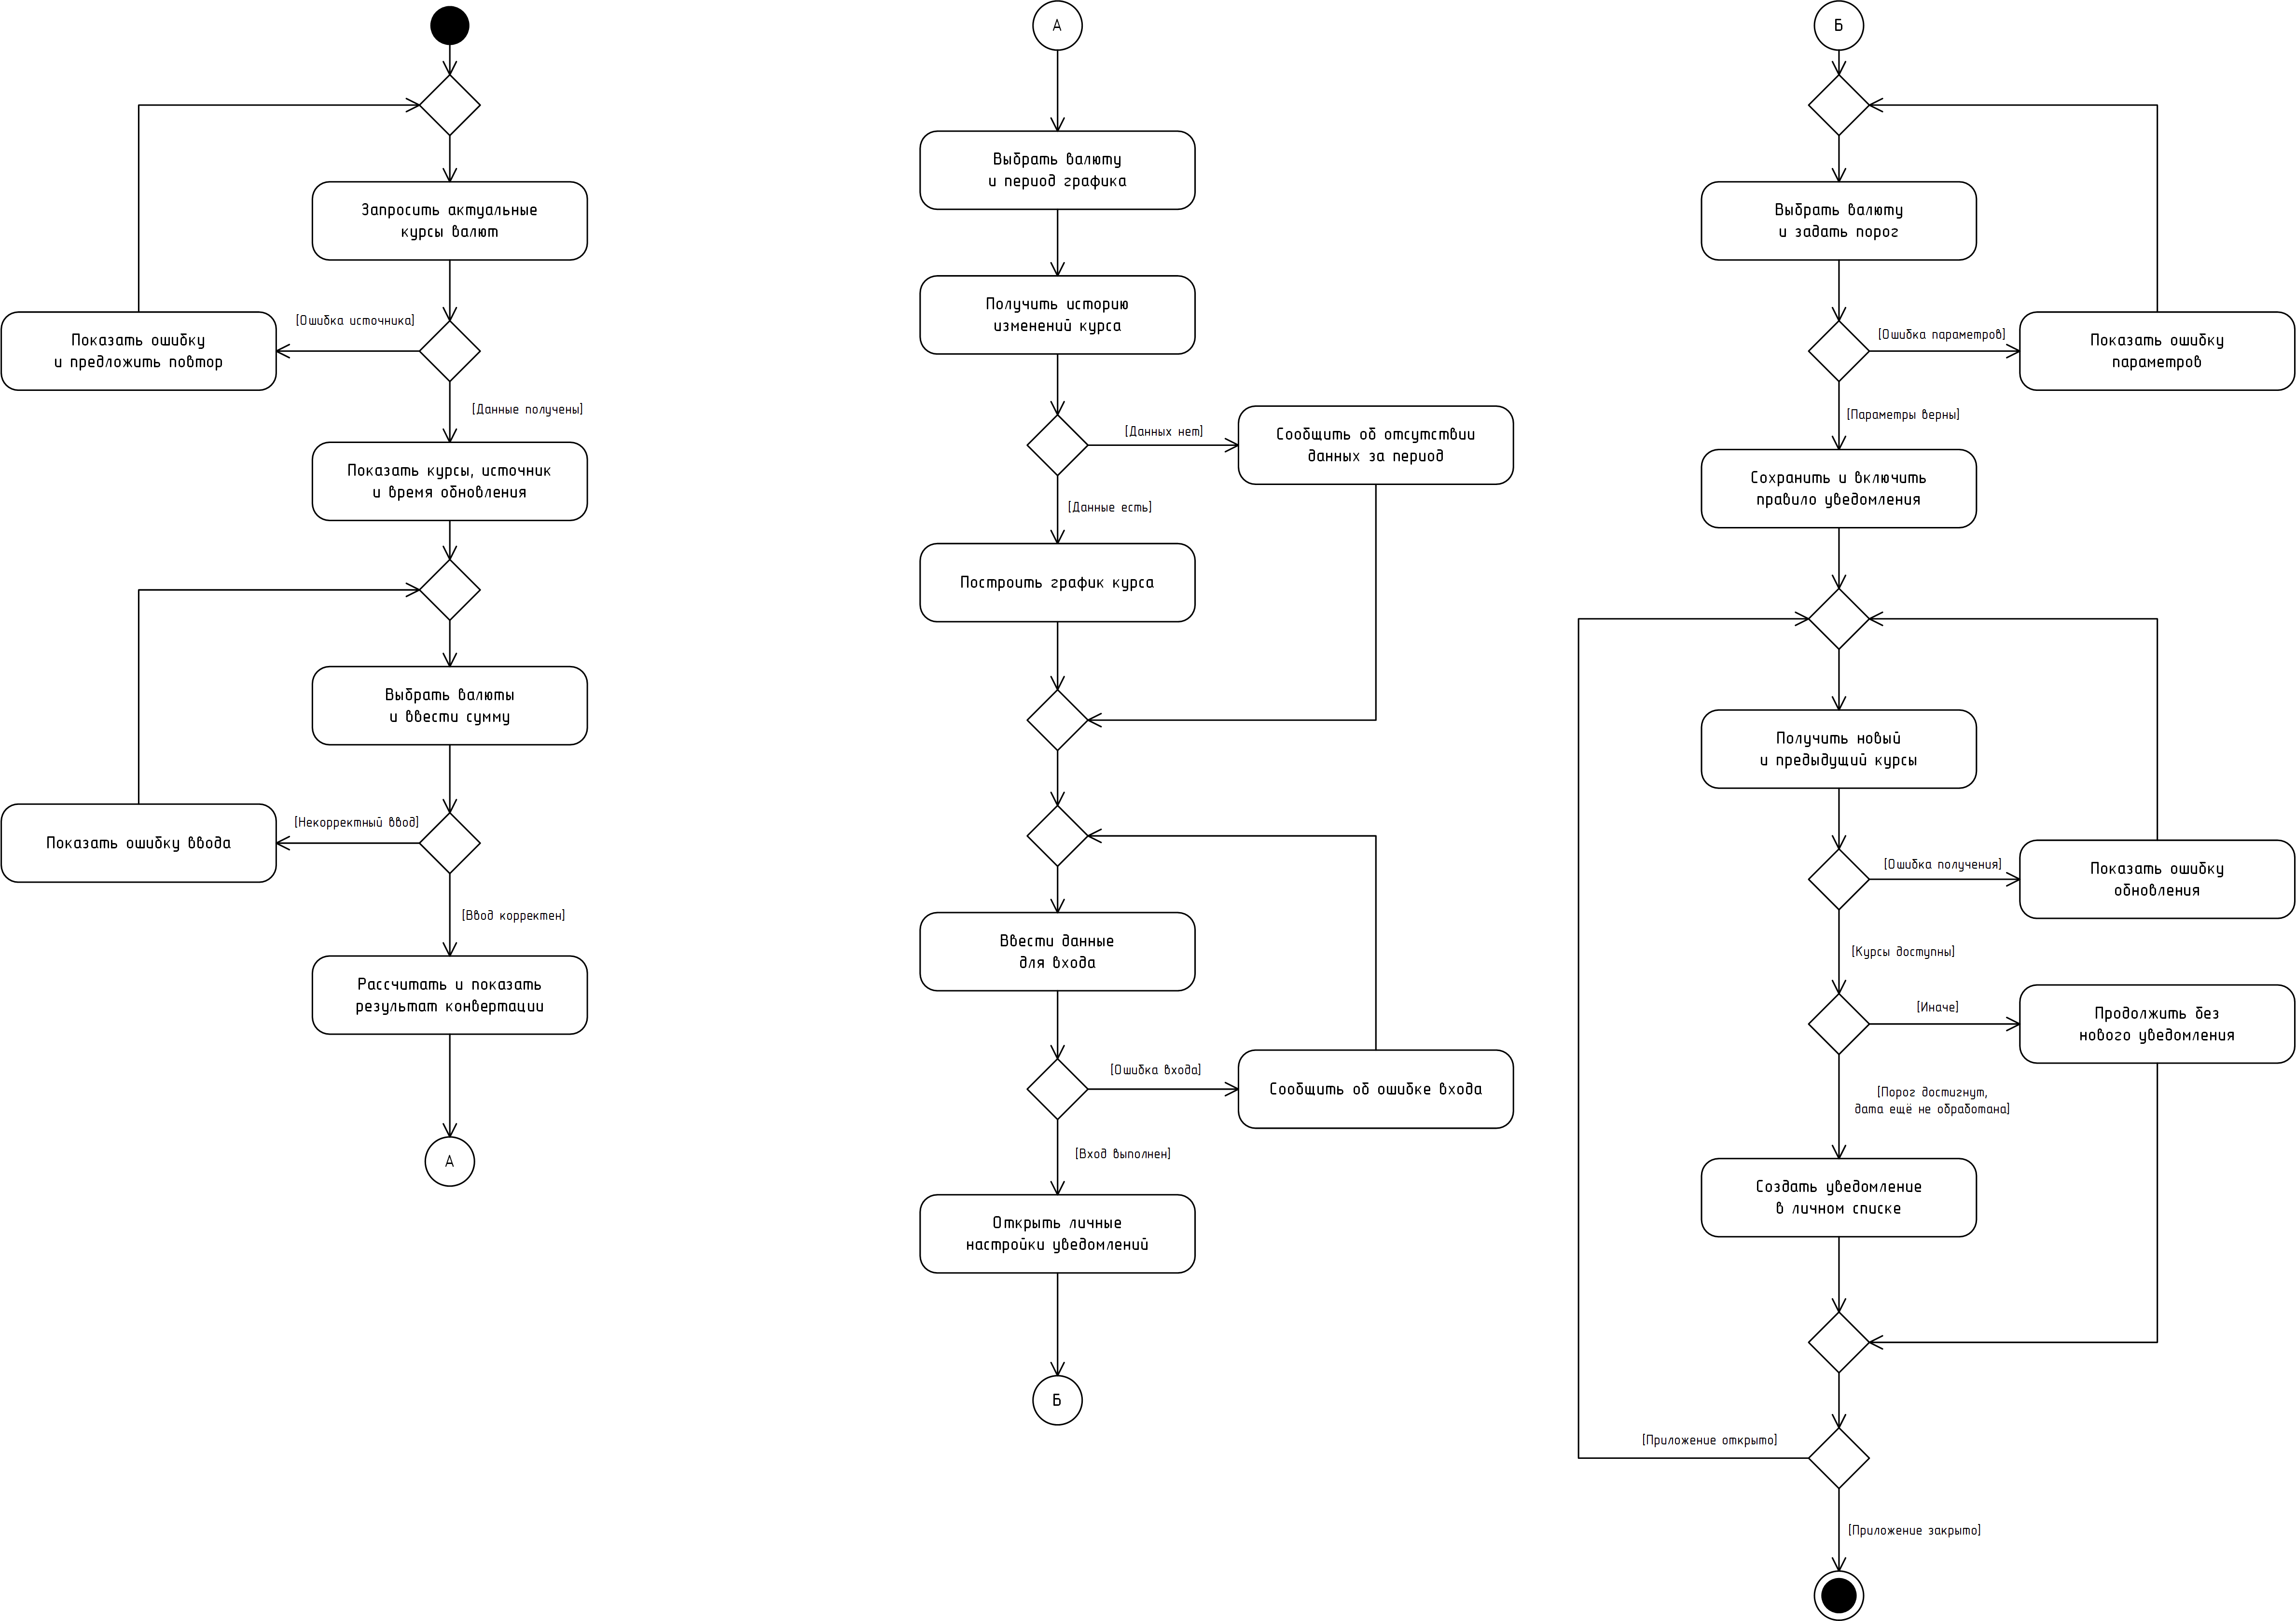 Запросить актуальные
курсы валют
[Ошибка источника]
Показать ошибку
и предложить повтор
[Данные получены]
Показать курсы, источник
и время обновления
Выбрать валюты
и ввести сумму
[Некорректный ввод]
Показать ошибку ввода
[Ввод корректен]
Рассчитать и показать
результат конвертации
А
А
Выбрать валюту
и период графика
Получить историю
изменений курса
[Данных нет]
Сообщить об отсутствии
данных за период
[Данные есть]
Построить график курса
Ввести данные
для входа
[Ошибка входа]
Сообщить об ошибке входа
[Вход выполнен]
Открыть личные
настройки уведомлений
Б
Б
Выбрать валюту
и задать порог
[Ошибка параметров]
Показать ошибку
параметров
[Параметры верны]
Сохранить и включить
правило уведомления
Получить новый
и предыдущий курсы
[Ошибка получения]
Показать ошибку
обновления
[Курсы доступны]
[Иначе]
Продолжить без
нового уведомления
[Порог достигнут,
дата ещё не обработана]
Создать уведомление
в личном списке
[Приложение открыто]
[Приложение закрыто]